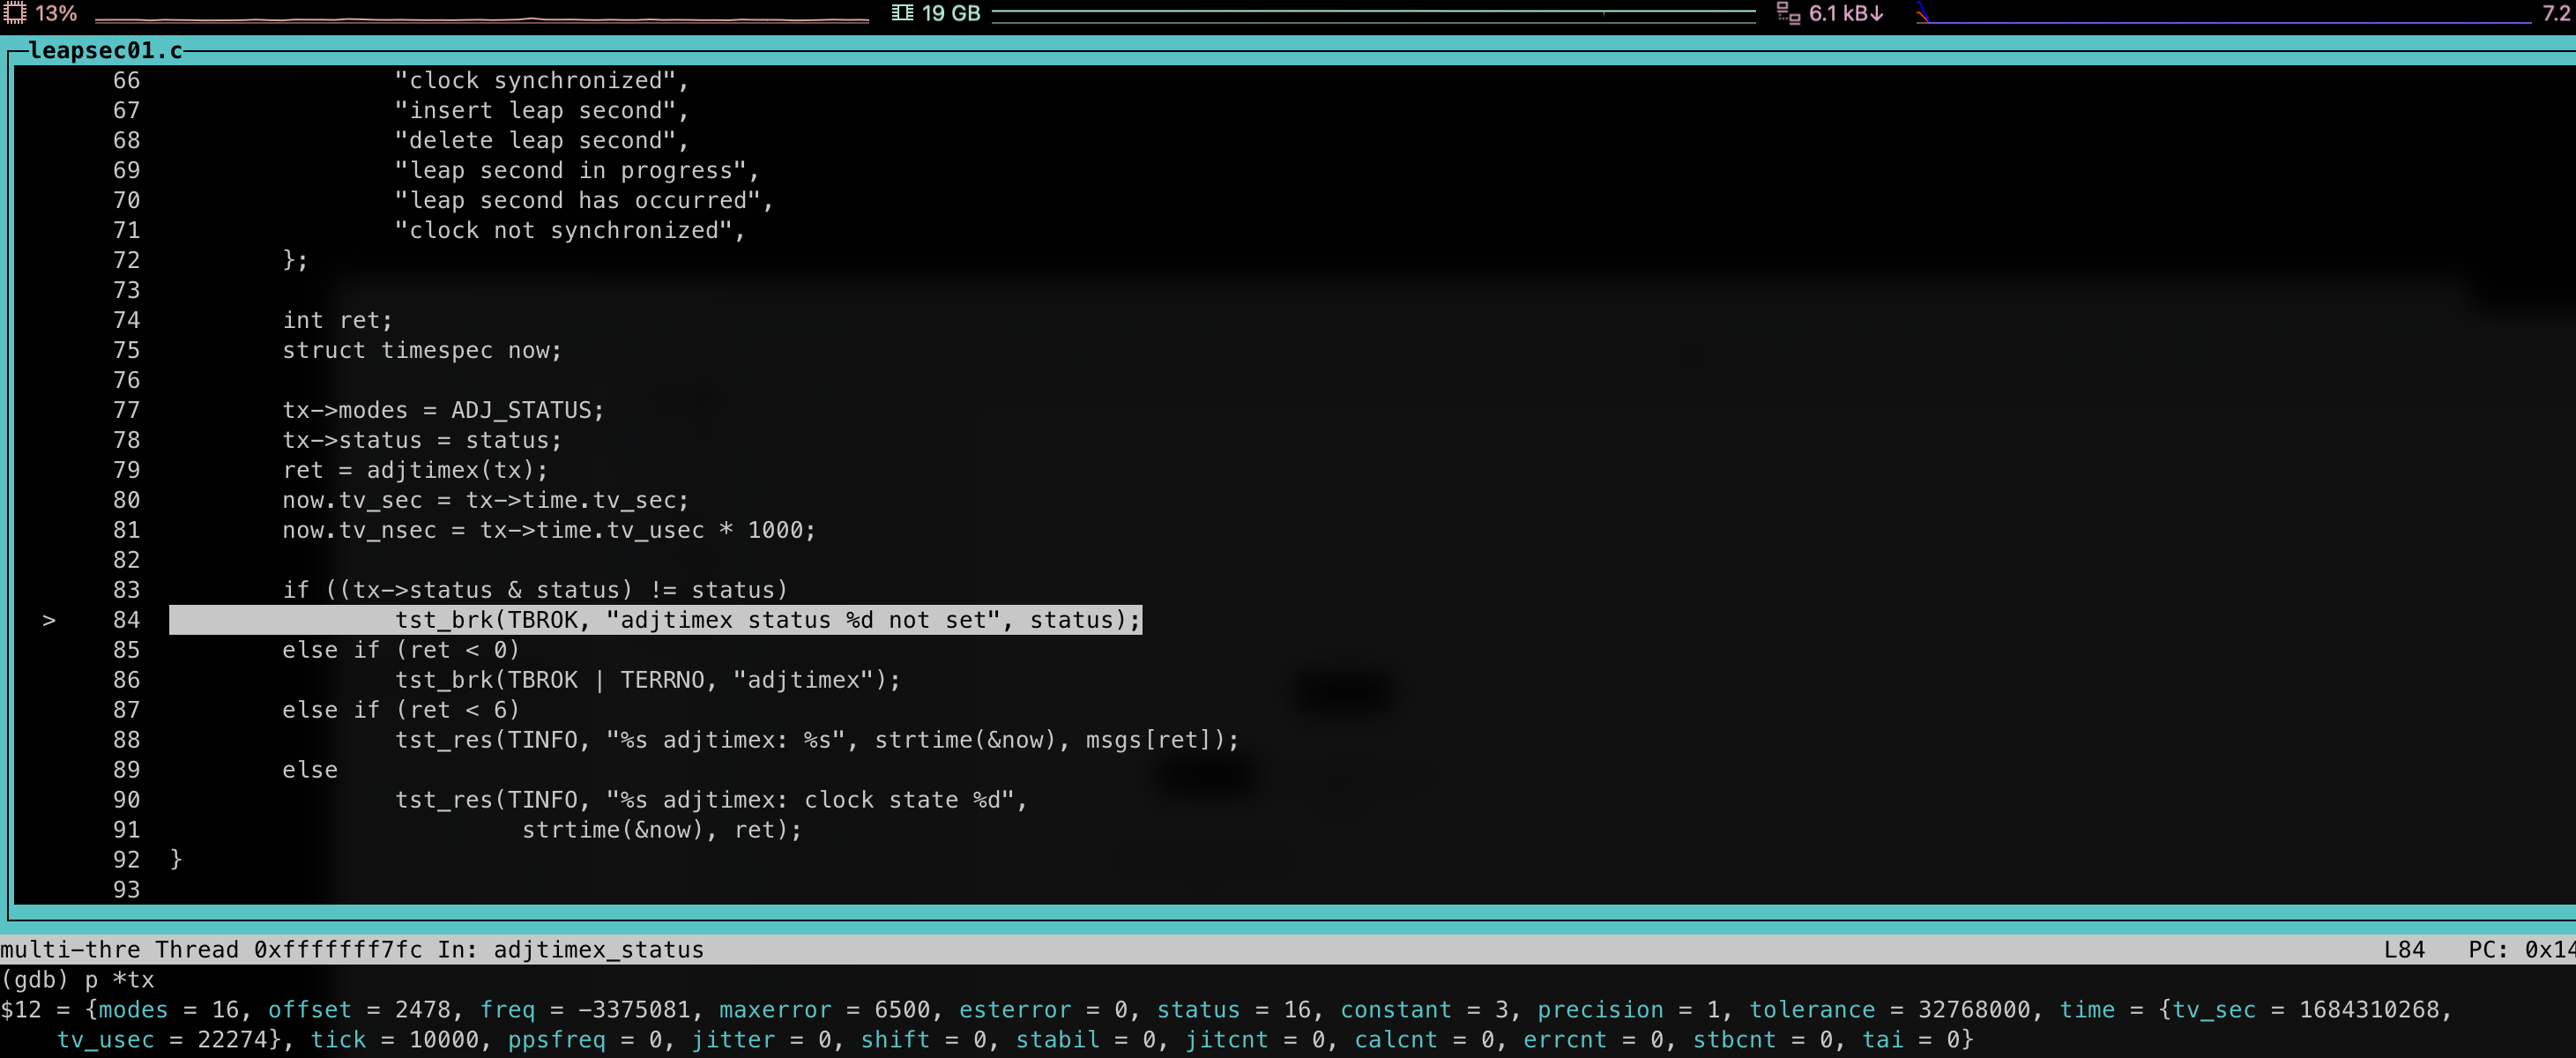 13% 19 GB 6.1 kB↓ 7.2
leapsec01.c
66 "clock synchronized",
67 "insert leap second",
68 "delete leap second",
69 "leap second in progress",
70 "leap second has occurred",
71 "clock not synchronized",
72 };
73
74 int ret;
75 struct timespec now;
76
77 tx->modes = ADJ_STATUS;
78 tx->status = status;
79 ret = adjtimex(tx);
80 now.tv_sec = tx->time.tv_sec;
81 now.tv_nsec = tx->time.tv_usec * 1000;
82
83 if ((tx->status & status) != status)
> 84 tst_brk(TBROK, "adjtimex status %d not set", status);
85 else if (ret < 0)
86 tst_brk(TBROK | TERRNO, "adjtimex");
87 else if (ret < 6)
88 tst_res(TINFO, "%s adjtimex: %s", strtime(&now), msgs[ret]);
89 else
90 tst_res(TINFO, "%s adjtimex: clock state %d",
91 strtime(&now), ret);
92 }
93
multi-thre Thread 0xfffffff7fc In: adjtimex_status L84 PC: 0x14
(gdb) p *tx
$12 = {modes = 16, offset = 2478, freq = -3375081, maxerror = 6500, esterror = 0, status = 16, constant = 3, precision = 1, tolerance = 32768000, time = {tv_sec = 1684310268,
tv_usec = 22274}, tick = 10000, ppsfreq = 0, jitter = 0, shift = 0, stabil = 0, jitcnt = 0, calcnt = 0, errcnt = 0, stbcnt = 0, tai = 0}